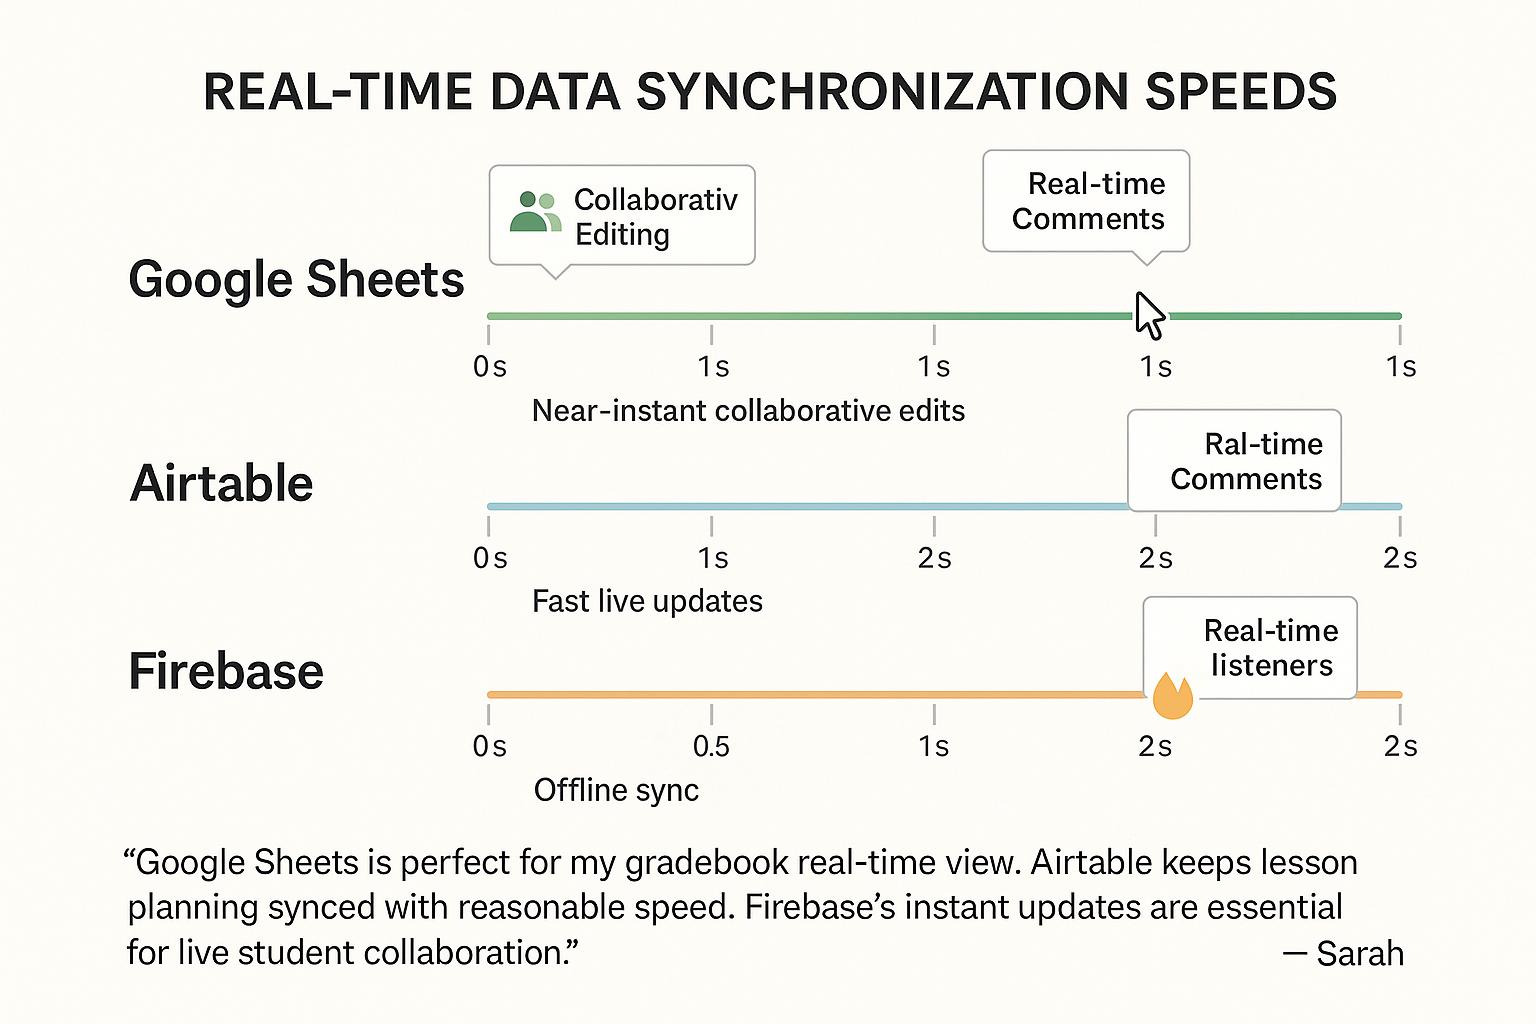 REAL-TIME DATA SYNCHRONIZATION SPEEDS
Collaborativ
Editing
Real-time
Comments
Google Sheets
0s 1s 1s 1s 1s
Near-instant collaborative edits
Ral-time
Comments
Airtable
0s 1s 2s 2s 2s
Fast live updates
Real-time
listeners
Firebase
0s 0.5 1s 2s 2s
Offline sync
“Google Sheets is perfect for my gradebook real-time view. Airtable keeps lesson
planning synced with reasonable speed. Firebase’s instant updates are essential
for live student collaboration.”
— Sarah